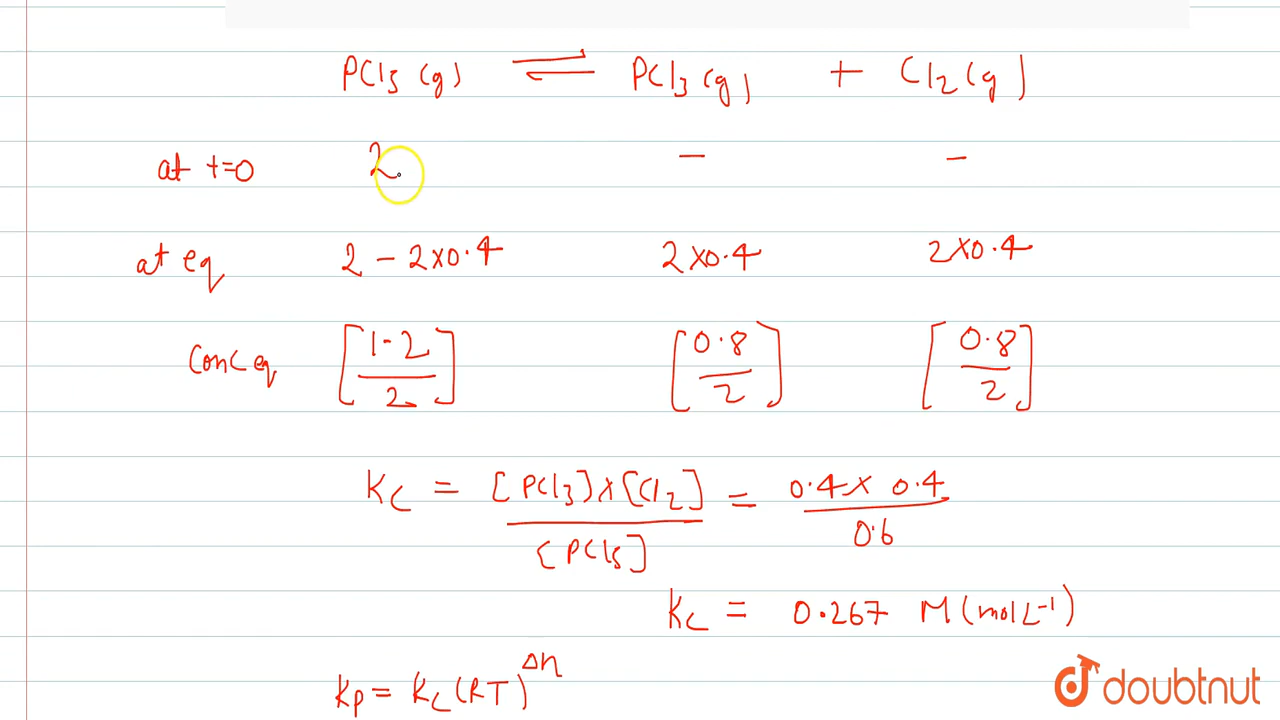 PCl5 (g) ⇌ PCl3 (g) + Cl2 (g)
at t=0 2 – –
at eq 2 – 2×0.4 2×0.4 2×0.4
Conc eq [1.2/2] [0.8/2] [0.8/2]
Kc = [PCl3]×[Cl2]/[PCl5] = 0.4× 0.4/0.6
Kc = 0.267 M (mol L⁻¹)
Kp = Kc (RT)^Δn
doubtnut